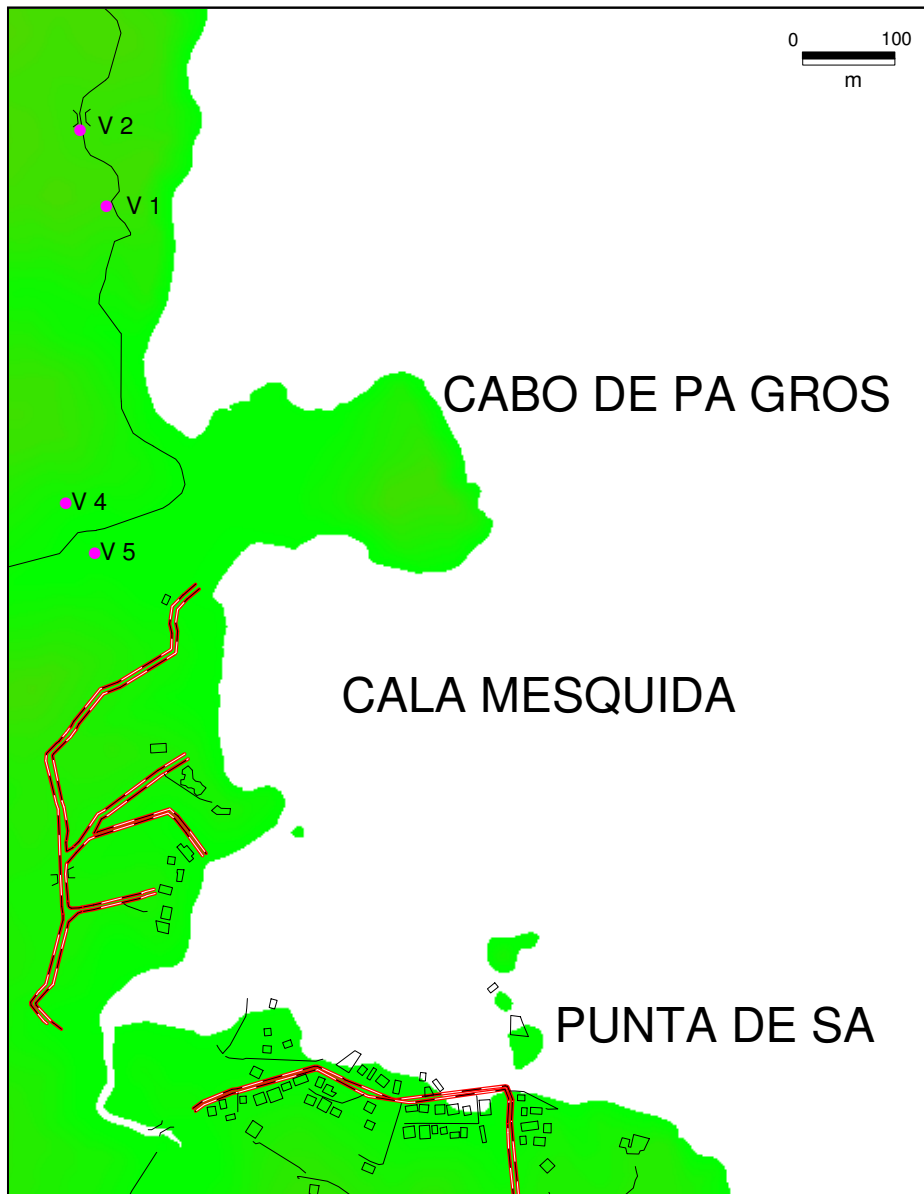 0 100
m
V 2
V 1
CABO DE PA GROS
V 4
V 5
CALA MESQUIDA
PUNTA DE SA